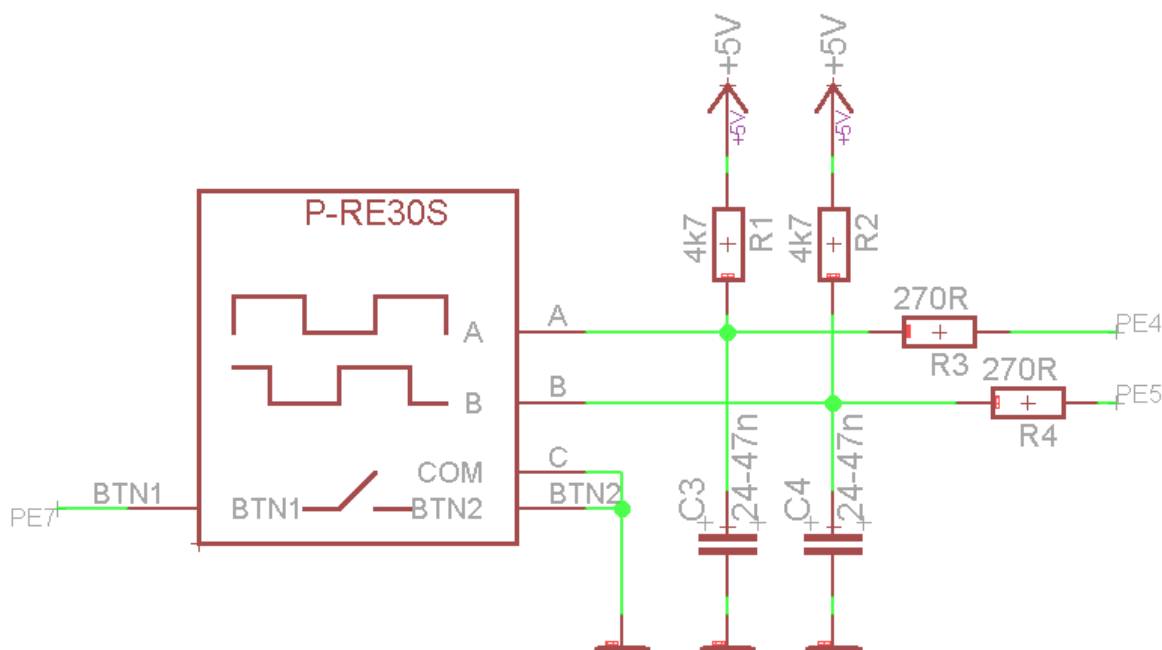 +5V
+5V
+5V
+5V
P-RE30S
4k7
R1
4k7
R2
A
A
270R
R3
PE4
B
B
270R
R4
PE5
COM
C
BTN1
BTN2
BTN2
PE7
BTN1
C3
24-47n
C4
24-47n